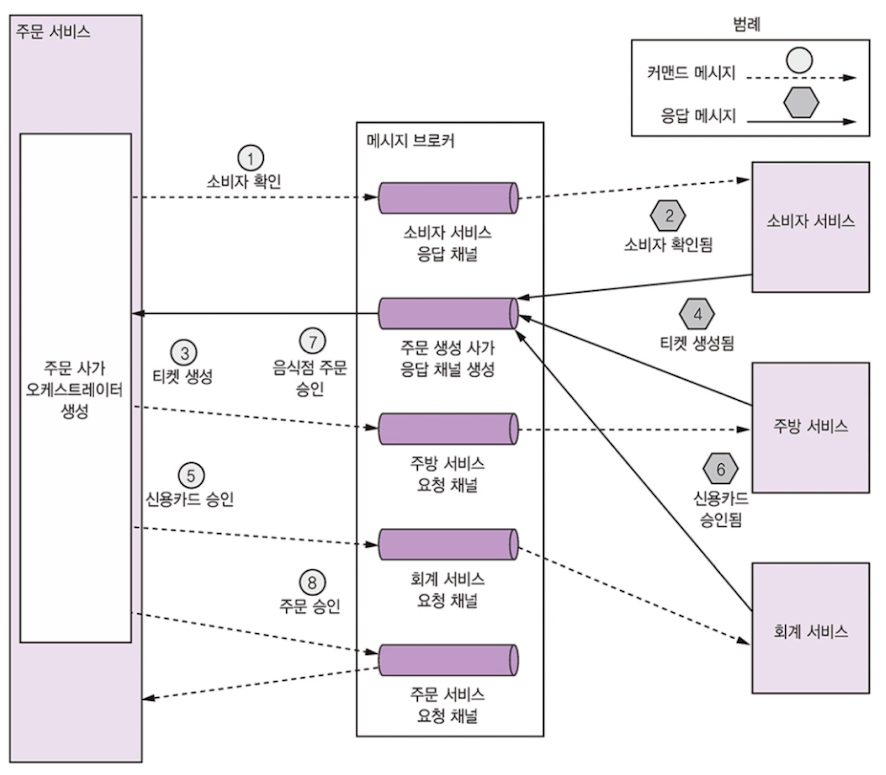 주문 서비스
범례
커맨드 메시지
응답 메시지
메시지 브로커
1
소비자 확인
소비자 서비스
응답 채널
2
소비자 확인됨
소비자 서비스
주문 생성 사가
응답 채널 생성
4
티켓 생성됨
3
티켓 생성
7
음식점 주문
승인
주문 사가
오케스트레이터
생성
주방 서비스
요청 채널
주방 서비스
5
신용카드 승인
6
신용카드
승인됨
회계 서비스
요청 채널
8
주문 승인
회계 서비스
주문 서비스
요청 채널